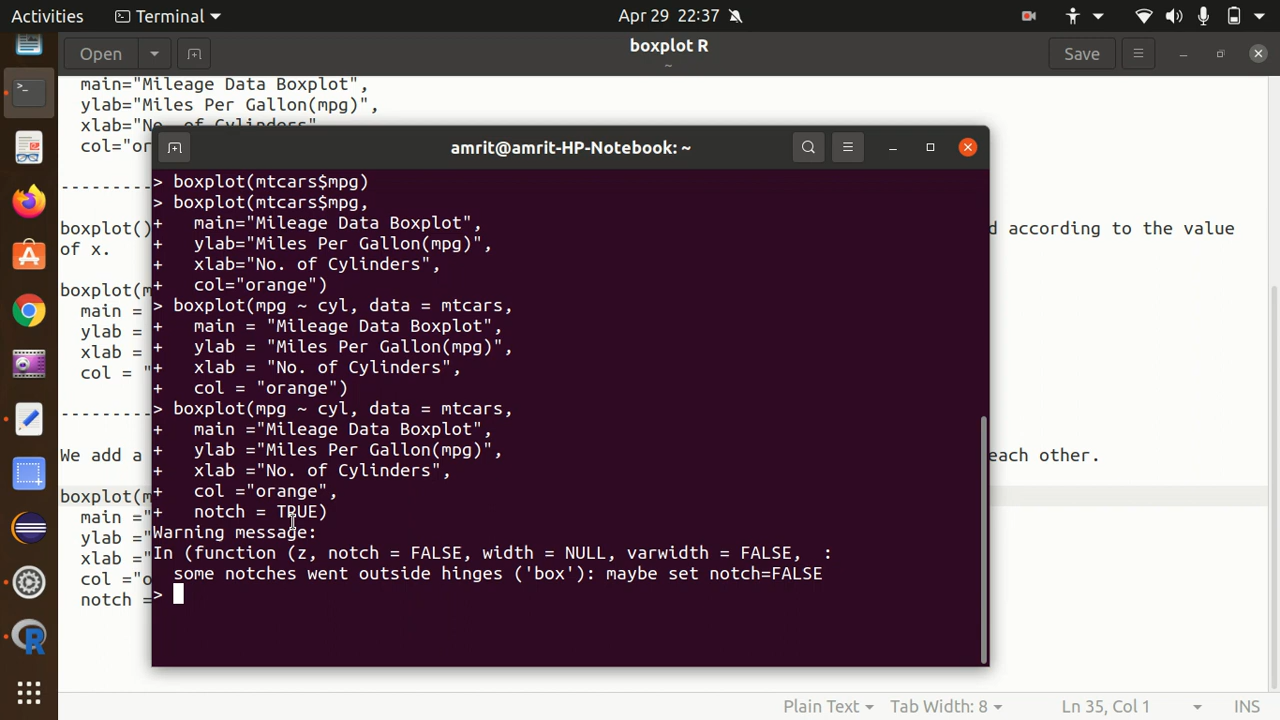 Activities
Terminal
Apr 29 22:37
Open
boxplot R
~
Save
main="Mileage Data Boxplot",
ylab="Miles Per Gallon(mpg)",
xlab="No. of Cylinders",
col="or
amrit@amrit-HP-Notebook: ~
---------
boxplot()
d according to the value
of x.
boxplot(m
main =
ylab =
xlab =
col = "
---------
We add a
each other.
boxplot(m
main ="
ylab ="
xlab ="
col ="o
notch =
> boxplot(mtcars$mpg)
> boxplot(mtcars$mpg,
+   main="Mileage Data Boxplot",
+   ylab="Miles Per Gallon(mpg)",
+   xlab="No. of Cylinders",
+   col="orange")
> boxplot(mpg ~ cyl, data = mtcars,
+   main = "Mileage Data Boxplot",
+   ylab = "Miles Per Gallon(mpg)",
+   xlab = "No. of Cylinders",
+   col = "orange")
> boxplot(mpg ~ cyl, data = mtcars,
+   main ="Mileage Data Boxplot",
+   ylab ="Miles Per Gallon(mpg)",
+   xlab ="No. of Cylinders",
+   col ="orange",
+   notch = TRUE)
Warning message:
In (function (z, notch = FALSE, width = NULL, varwidth = FALSE,  :
  some notches went outside hinges ('box'): maybe set notch=FALSE
>
Plain Text
Tab Width: 8
Ln 35, Col 1
INS